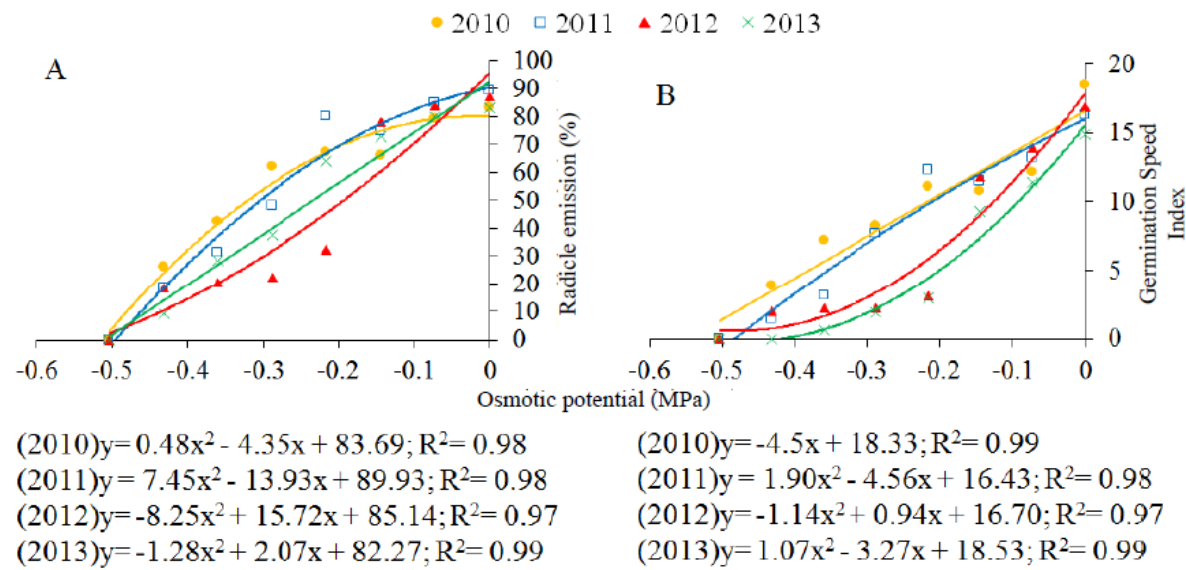 2010 2011 2012 2013
A
100
90
80
70
60
50
40
30
20
10
0
Radicle emission (%)
-0.6 -0.5 -0.4 -0.3 -0.2 -0.1 0
B
20
15
10
5
0
Germination Speed
Index
-0.6 -0.5 -0.4 -0.3 -0.2 -0.1 0
Osmotic potential (MPa)
(2010)y= 0.48x² - 4.35x + 83.69; R²= 0.98
(2011)y= 7.45x² - 13.93x + 89.93; R²= 0.98
(2012)y= -8.25x² + 15.72x + 85.14; R²= 0.97
(2013)y= -1.28x² + 2.07x + 82.27; R²= 0.99
(2010)y= -4.5x + 18.33; R²= 0.99
(2011)y= 1.90x² - 4.56x + 16.43; R²= 0.98
(2012)y= -1.14x² + 0.94x + 16.70; R²= 0.97
(2013)y= 1.07x² - 3.27x + 18.53; R²= 0.99